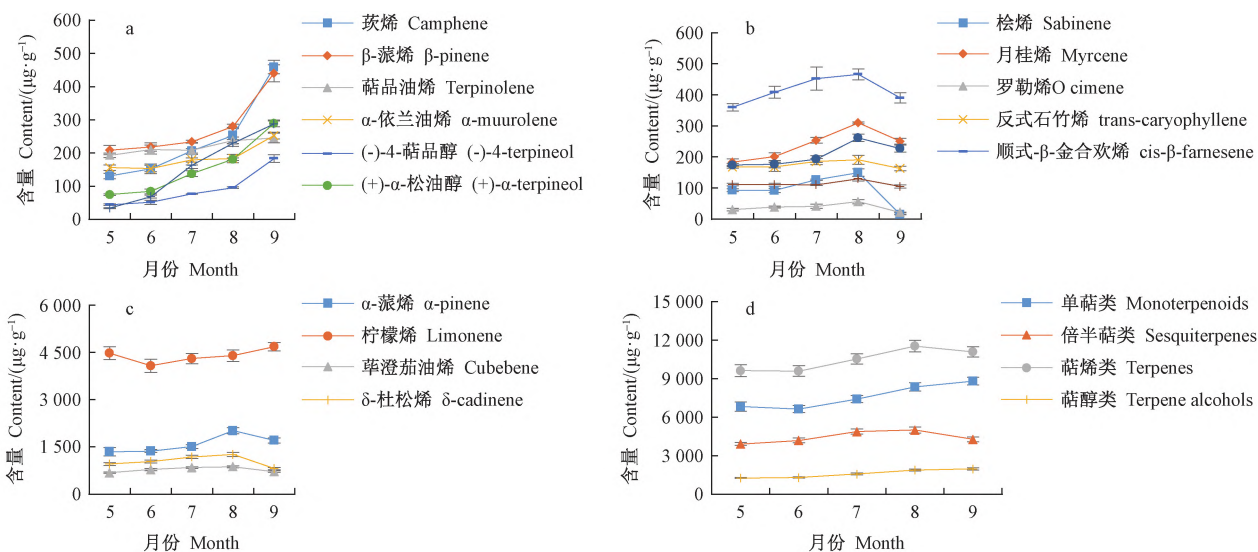 a
含量 Content/(μg·g⁻¹)
600
500
400
300
200
100
0
5 6 7 8 9
月份 Month
莰烯 Camphene
β-蒎烯 β-pinene
萜品油烯 Terpinolene
α-依兰油烯 α-muurolene
(-)-4-萜品醇 (-)-4-terpineol
(+)-α-松油醇 (+)-α-terpineol
b
含量 Content/(μg·g⁻¹)
600
500
400
300
200
100
0
5 6 7 8 9
月份 Month
桧烯 Sabinene
月桂烯 Myrcene
罗勒烯O cimene
反式石竹烯 trans-caryophyllene
顺式-β-金合欢烯 cis-β-farnesene
c
含量 Content/(μg·g⁻¹)
6 000
4 500
3 000
1 500
0
5 6 7 8 9
月份 Month
α-蒎烯 α-pinene
柠檬烯 Limonene
荜澄茄油烯 Cubebene
δ-杜松烯 δ-cadinene
d
含量 Content/(μg·g⁻¹)
15 000
12 000
9 000
6 000
3 000
0
5 6 7 8 9
月份 Month
单萜类 Monoterpenoids
倍半萜类 Sesquiterpenes
萜烯类 Terpenes
萜醇类 Terpene alcohols